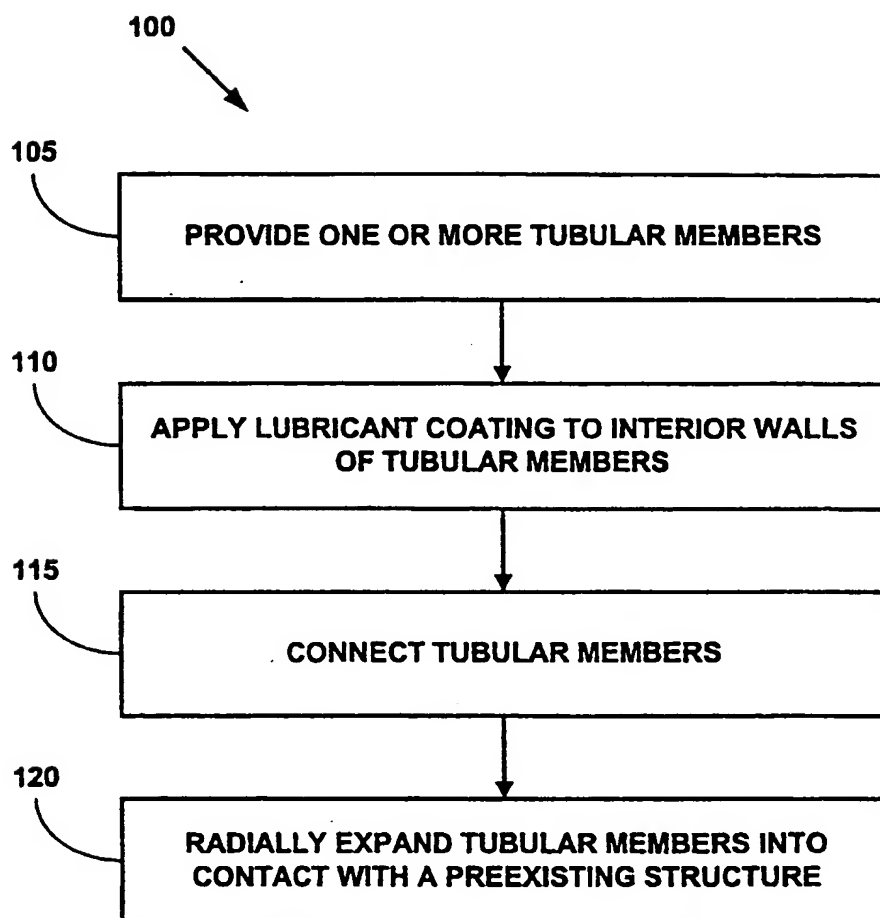 100
105
PROVIDE ONE OR MORE TUBULAR MEMBERS
110
APPLY LUBRICANT COATING TO INTERIOR WALLS
OF TUBULAR MEMBERS
115
CONNECT TUBULAR MEMBERS
120
RADIALLY EXPAND TUBULAR MEMBERS INTO
CONTACT WITH A PREEXISTING STRUCTURE